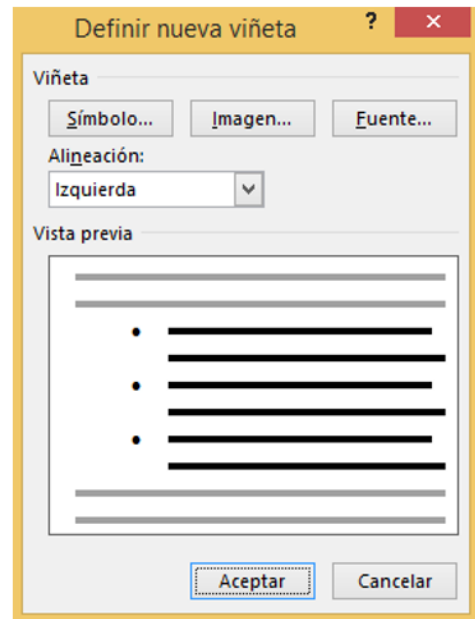 Definir nueva viñeta ?
Viñeta
Símbolo... Imagen... Fuente...
Alineación:
Izquierda
Vista previa
Aceptar Cancelar